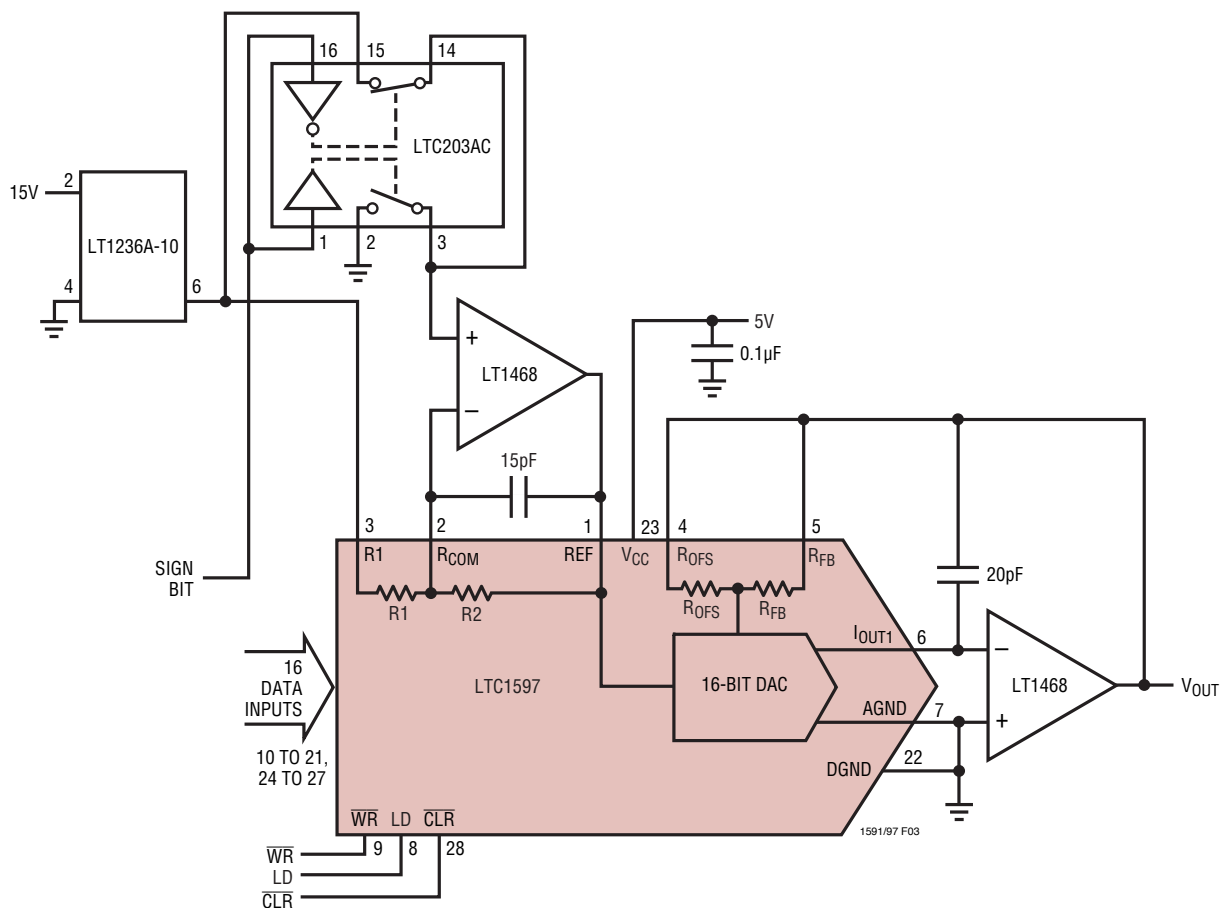 16
15
14
LTC203AC
2
15V
LT1236A-10
1
2
3
4
6
+
LT1468
–
5V
0.1µF
15pF
3
2
1
23
4
5
R1
RCOM
REF
VCC
ROFS
RFB
SIGN
BIT
R1
R2
ROFS
RFB
20pF
IOUT1
6
–
16
DATA
INPUTS
LTC1597
16-BIT DAC
LT1468
VOUT
AGND
7
+
10 TO 21,
24 TO 27
DGND
22
WR
LD
CLR
1591/97 F03
WR
9
8
28
LD
CLR